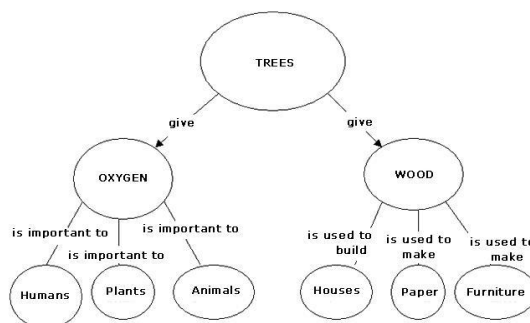 TREES
give
give
OXYGEN
WOOD
is important to
is important to
is important to
is used to
build
is used to
make
is used to
make
Humans
Plants
Animals
Houses
Paper
Furniture